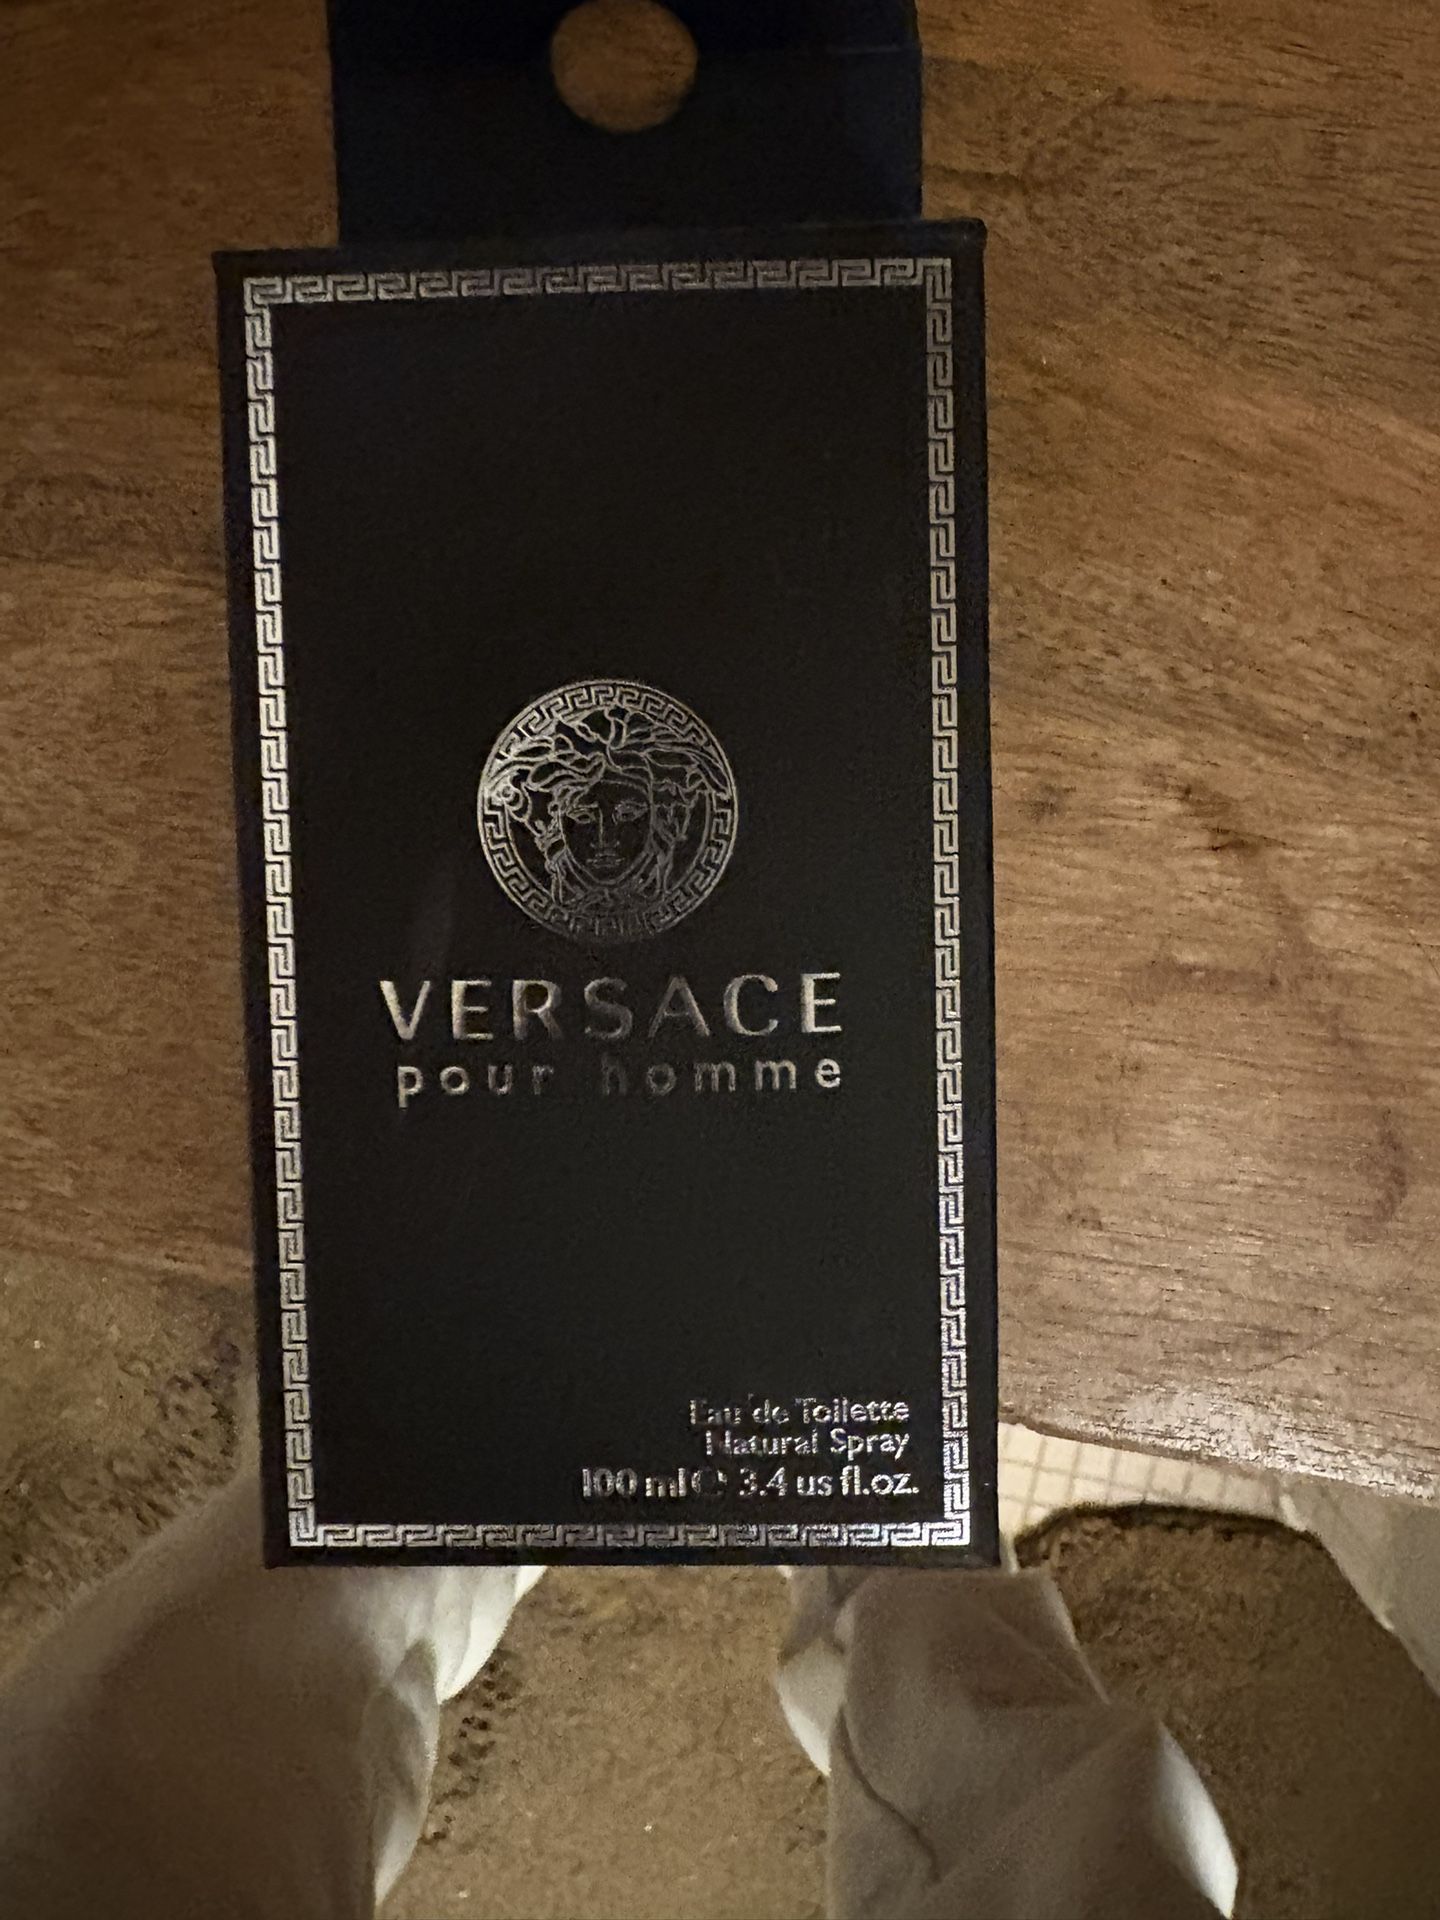 VERSACE
pour homme
Eau de Toilette
Natural Spray
100 ml ℮ 3.4 us fl.oz.